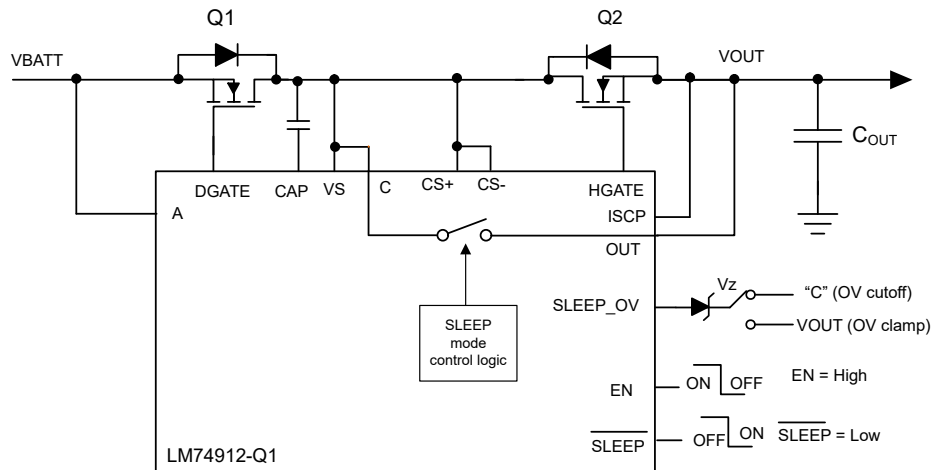 Q1
Q2
VBATT
VOUT
C_OUT
DGATE
CAP
VS
C
CS+
CS-
HGATE
A
ISCP
OUT
SLEEP
mode
control logic
SLEEP_OV
Vz
“C” (OV cutoff)
VOUT (OV clamp)
EN
ON
OFF
EN = High
SLEEP
OFF
ON
SLEEP = Low
LM74912-Q1